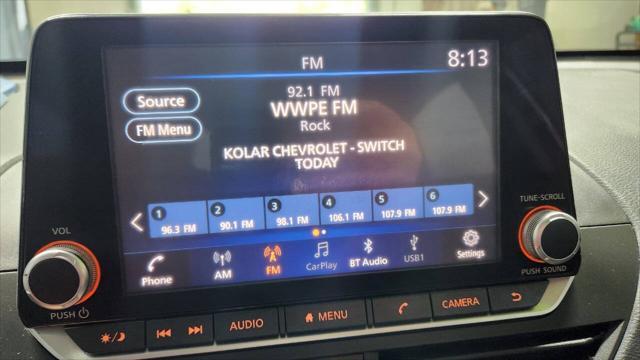 FM
8:13
92.1 FM
Source
WWPE FM
FM Menu
Rock
KOLAR CHEVROLET - SWITCH
TODAY
1 2 3 4 5 6
96.3 FM 90.1 FM 98.1 FM 106.1 FM 107.9 FM 107.9 FM
Phone AM FM CarPlay BT Audio USB1 Settings
VOL
PUSH
TUNE-SCROLL
PUSH SOUND
AUDIO MENU CAMERA